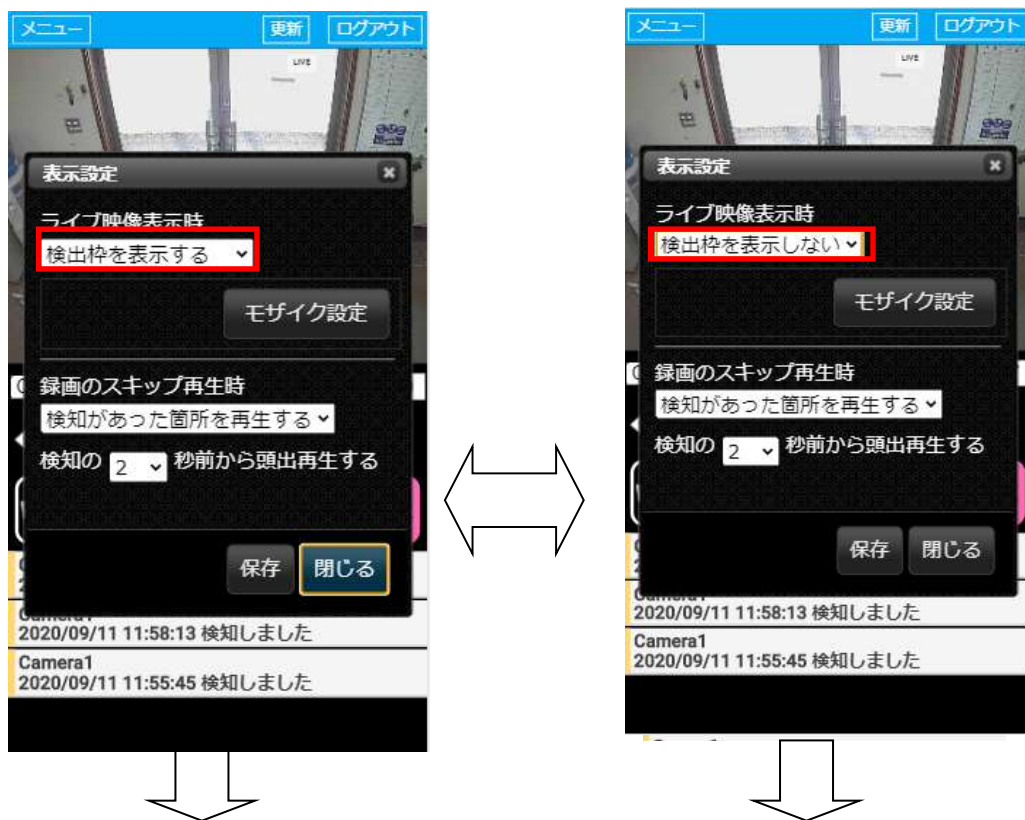 メニュー
更新
ログアウト
LIVE
表示設定
ライブ映像表示時
検出枠を表示する
モザイク設定
録画のスキップ再生時
検知があった箇所を再生する
検知の 2 秒前から頭出再生する
保存
閉じる
2020/09/11 11:58:13 検知しました
Camera1
2020/09/11 11:55:45 検知しました
メニュー
更新
ログアウト
LIVE
表示設定
ライブ映像表示時
検出枠を表示しない
モザイク設定
録画のスキップ再生時
検知があった箇所を再生する
検知の 2 秒前から頭出再生する
保存
閉じる
Camera1
2020/09/11 11:58:13 検知しました
Camera1
2020/09/11 11:55:45 検知しました